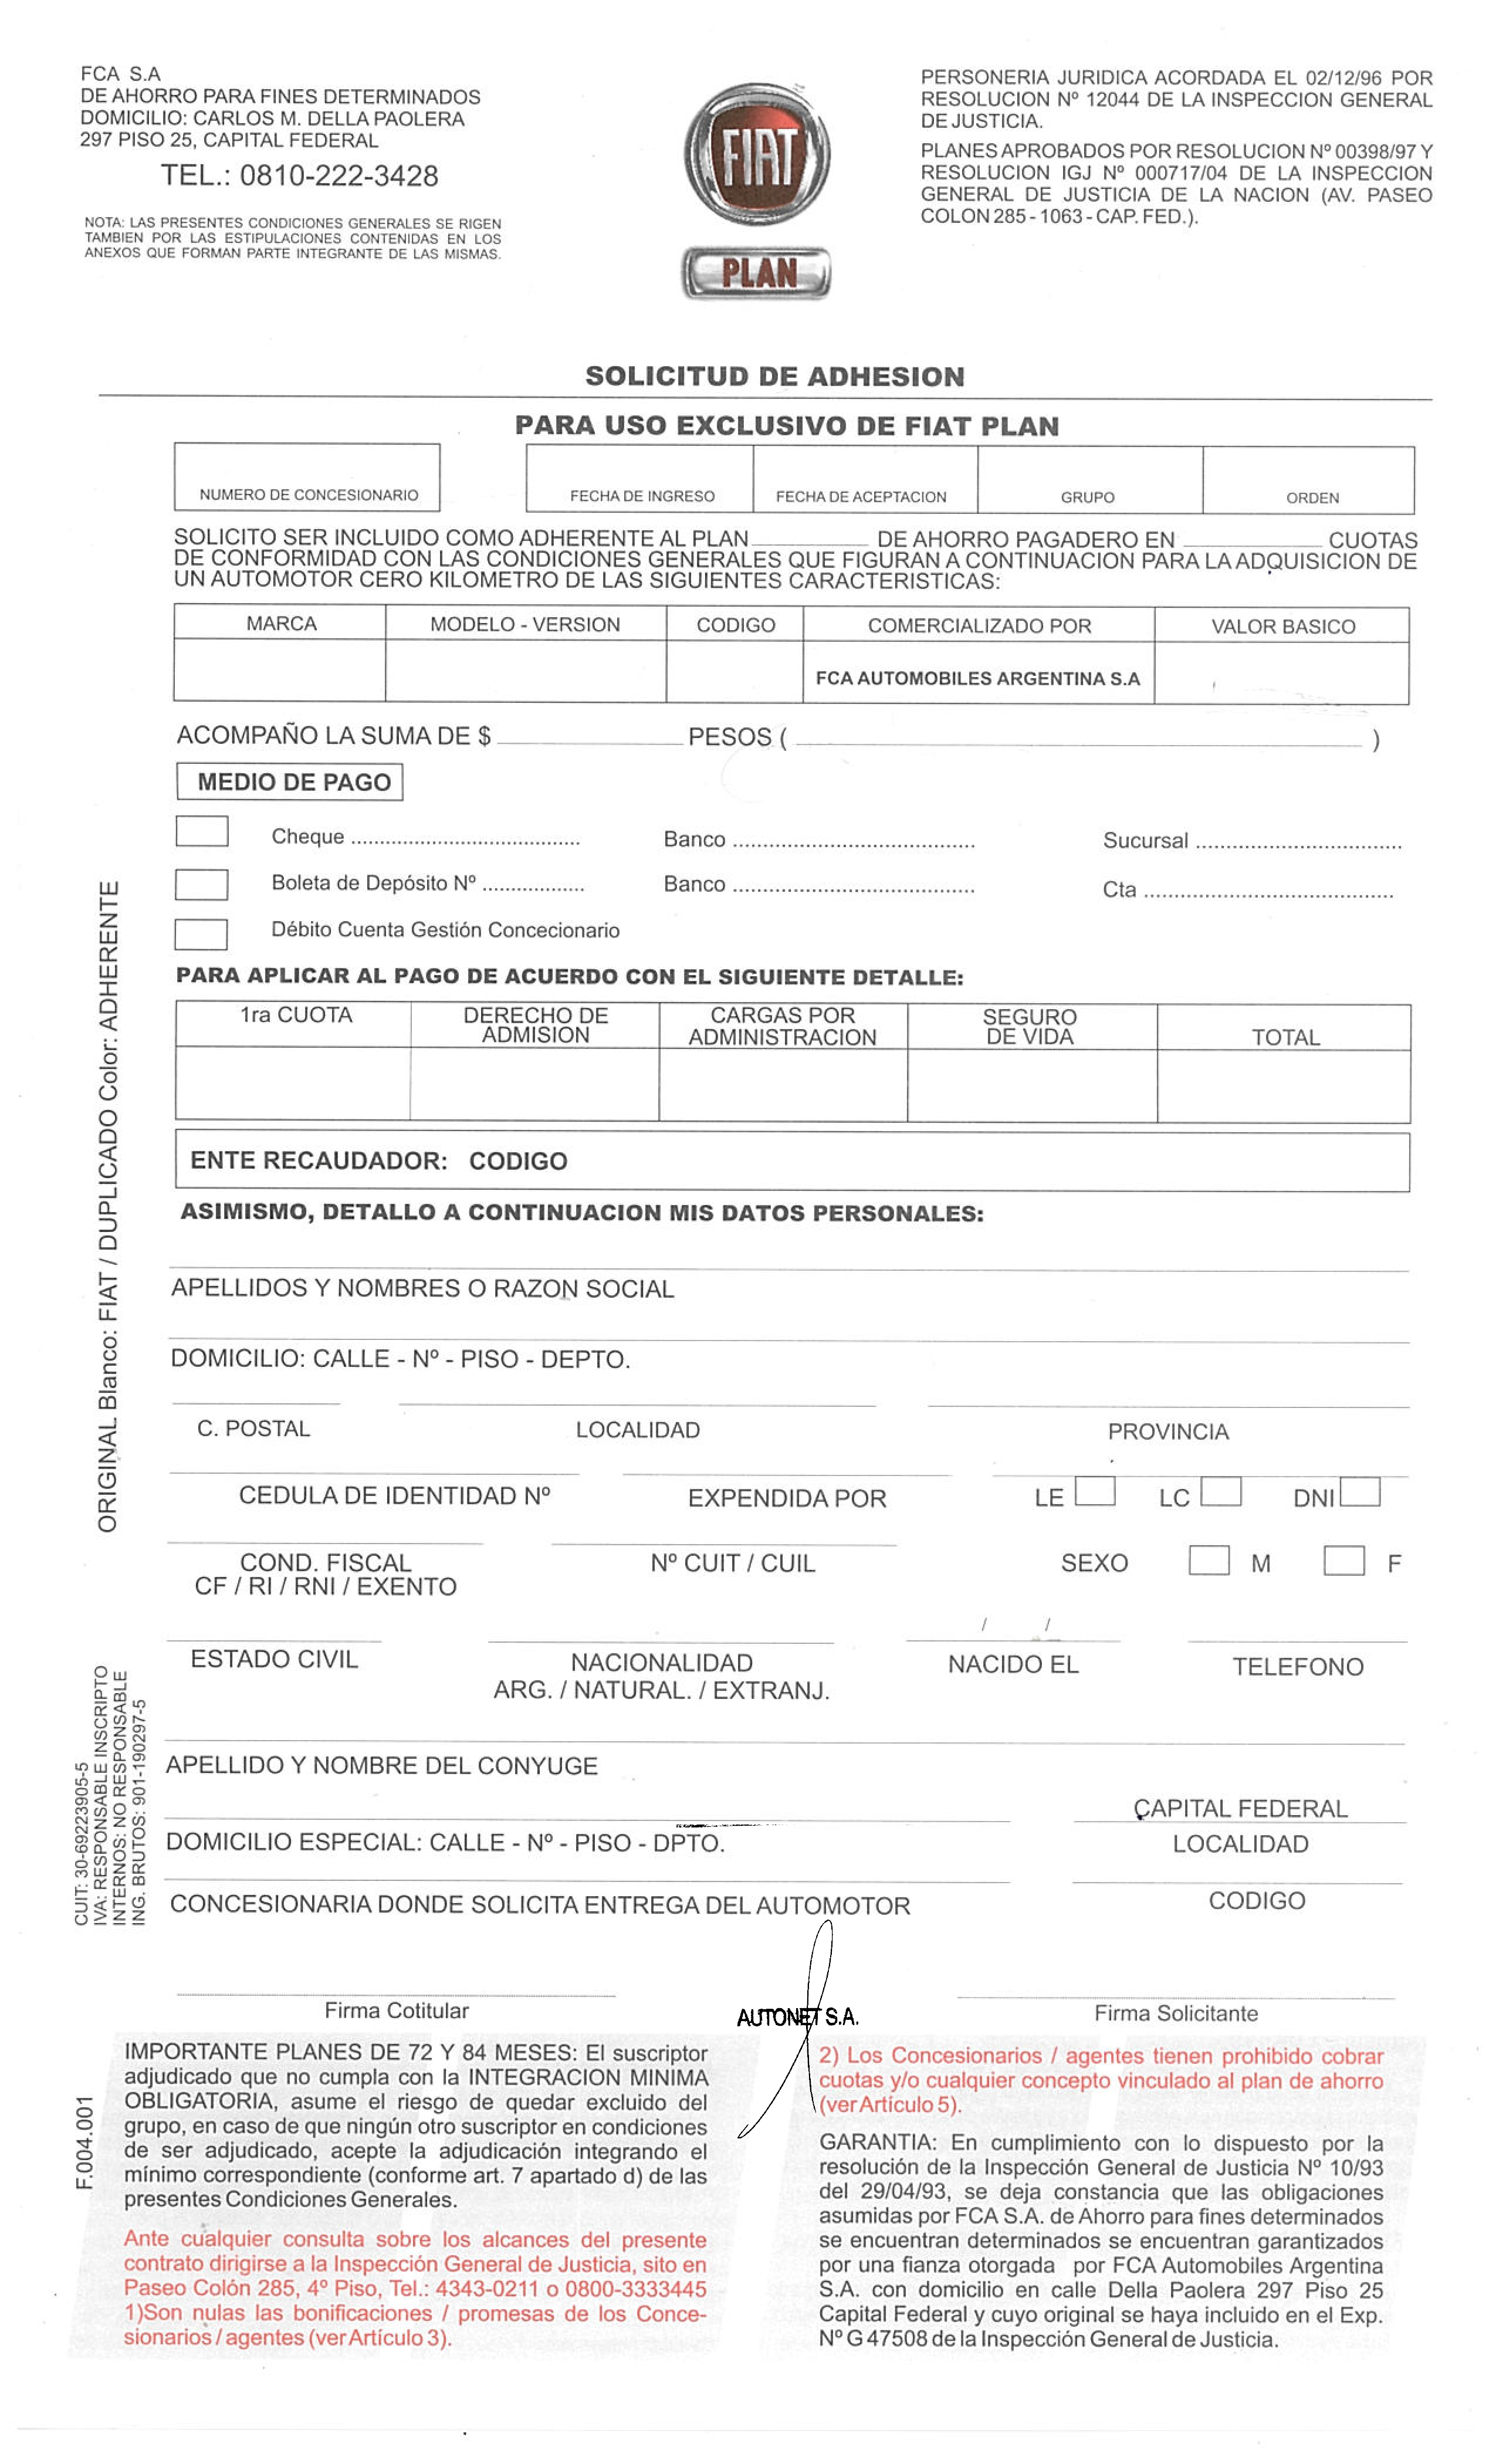 FCA S.A
DE AHORRO PARA FINES DETERMINADOS
DOMICILIO: CARLOS M. DELLA PAOLERA
297 PISO 25, CAPITAL FEDERAL
TEL.: 0810-222-3428
NOTA: LAS PRESENTES CONDICIONES GENERALES SE RIGEN
TAMBIEN POR LAS ESTIPULACIONES CONTENIDAS EN LOS
ANEXOS QUE FORMAN PARTE INTEGRANTE DE LAS MISMAS.
FIAT
PLAN
PERSONERIA JURIDICA ACORDADA EL 02/12/96 POR
RESOLUCION Nº 12044 DE LA INSPECCION GENERAL
DE JUSTICIA.
PLANES APROBADOS POR RESOLUCION Nº 00398/97 Y
RESOLUCION IGJ Nº 000717/04 DE LA INSPECCION
GENERAL DE JUSTICIA DE LA NACION (AV. PASEO
COLON 285 - 1063 - CAP. FED.).
SOLICITUD DE ADHESION
PARA USO EXCLUSIVO DE FIAT PLAN
NUMERO DE CONCESIONARIO FECHA DE INGRESO FECHA DE ACEPTACION GRUPO ORDEN
SOLICITO SER INCLUIDO COMO ADHERENTE AL PLAN __________ DE AHORRO PAGADERO EN ____________ CUOTAS
DE CONFORMIDAD CON LAS CONDICIONES GENERALES QUE FIGURAN A CONTINUACION PARA LA ADQUISICION DE
UN AUTOMOTOR CERO KILOMETRO DE LAS SIGUIENTES CARACTERISTICAS:
MARCA MODELO - VERSION CODIGO COMERCIALIZADO POR VALOR BASICO
FCA AUTOMOBILES ARGENTINA S.A
ACOMPAÑO LA SUMA DE $ ________________ PESOS ( ________________________________ )
MEDIO DE PAGO
Cheque ...................................... Banco ........................................ Sucursal ..................................
Boleta de Depósito Nº ................. Banco ........................................ Cta .........................................
Débito Cuenta Gestión Concecionario
PARA APLICAR AL PAGO DE ACUERDO CON EL SIGUIENTE DETALLE:
1ra CUOTA DERECHO DE ADMISION CARGAS POR ADMINISTRACION SEGURO DE VIDA TOTAL
ENTE RECAUDADOR: CODIGO
ASIMISMO, DETALLO A CONTINUACION MIS DATOS PERSONALES:
APELLIDOS Y NOMBRES O RAZON SOCIAL
DOMICILIO: CALLE - Nº - PISO - DEPTO.
C. POSTAL LOCALIDAD PROVINCIA
CEDULA DE IDENTIDAD Nº EXPENDIDA POR LE LC DNI
COND. FISCAL Nº CUIT / CUIL SEXO M F
CF / RI / RNI / EXENTO
/ /
ESTADO CIVIL NACIONALIDAD NACIDO EL TELEFONO
ARG. / NATURAL. / EXTRANJ.
APELLIDO Y NOMBRE DEL CONYUGE
CAPITAL FEDERAL
DOMICILIO ESPECIAL: CALLE - Nº - PISO - DPTO. LOCALIDAD
CONCESIONARIA DONDE SOLICITA ENTREGA DEL AUTOMOTOR CODIGO
Firma Cotitular AUTONET S.A. Firma Solicitante
IMPORTANTE PLANES DE 72 Y 84 MESES: El suscriptor
adjudicado que no cumpla con la INTEGRACION MINIMA
OBLIGATORIA, asume el riesgo de quedar excluido del
grupo, en caso de que ningún otro suscriptor en condiciones
de ser adjudicado, acepte la adjudicación integrando el
mínimo correspondiente (conforme art. 7 apartado d) de las
presentes Condiciones Generales.
Ante cualquier consulta sobre los alcances del presente
contrato dirigirse a la Inspección General de Justicia, sito en
Paseo Colón 285, 4º Piso, Tel.: 4343-0211 o 0800-3333445
1)Son nulas las bonificaciones / promesas de los Conce-
sionarios / agentes (ver Artículo 3).
2) Los Concesionarios / agentes tienen prohibido cobrar
cuotas y/o cualquier concepto vinculado al plan de ahorro
(ver Artículo 5).
GARANTIA: En cumplimiento con lo dispuesto por la
resolución de la Inspección General de Justicia Nº 10/93
del 29/04/93, se deja constancia que las obligaciones
asumidas por FCA S.A. de Ahorro para fines determinados
se encuentran determinados se encuentran garantizados
por una fianza otorgada por FCA Automobiles Argentina
S.A. con domicilio en calle Della Paolera 297 Piso 25
Capital Federal y cuyo original se haya incluido en el Exp.
Nº G 47508 de la Inspección General de Justicia.
ORIGINAL Blanco: FIAT / DUPLICADO Color: ADHERENTE
CUIT: 30-69223905-5
IVA: RESPONSABLE INSCRIPTO
INTERNOS: NO RESPONSABLE
ING. BRUTOS: 901-190297-5
F.004.001